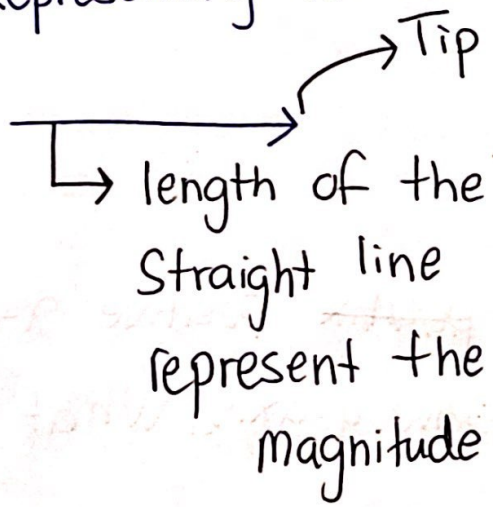 Tip
length of the
Straight line
represent the
magnitude